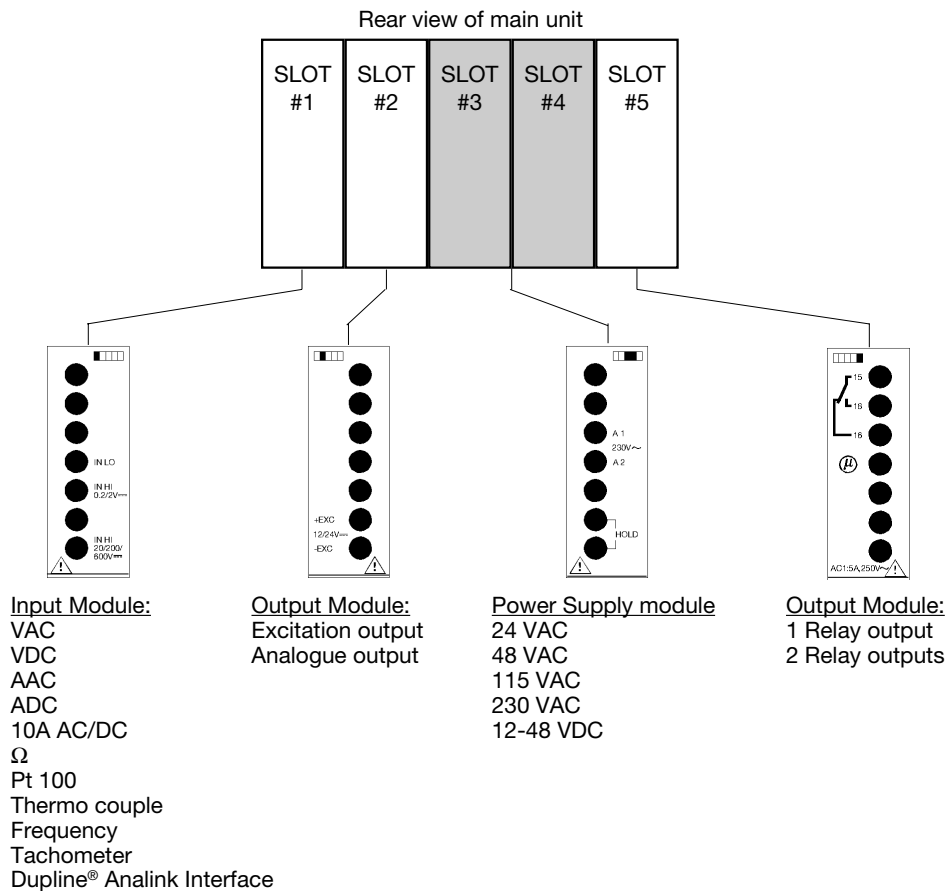 Rear view of main unit
SLOT
#1
SLOT
#2
SLOT
#3
SLOT
#4
SLOT
#5
IN LO
IN HI
0.2/2V⎓
IN HI
20/200/
600V⎓
!
+EXC
12/24V⎓
-EXC
!
A 1
230V~
A 2
HOLD
!
15
18
16
µ
AC1:5A,250V~
!
Input Module:
VAC
VDC
AAC
ADC
10A AC/DC
Ω
Pt 100
Thermo couple
Frequency
Tachometer
Dupline® Analink Interface
Output Module:
Excitation output
Analogue output
Power Supply module
24 VAC
48 VAC
115 VAC
230 VAC
12-48 VDC
Output Module:
1 Relay output
2 Relay outputs